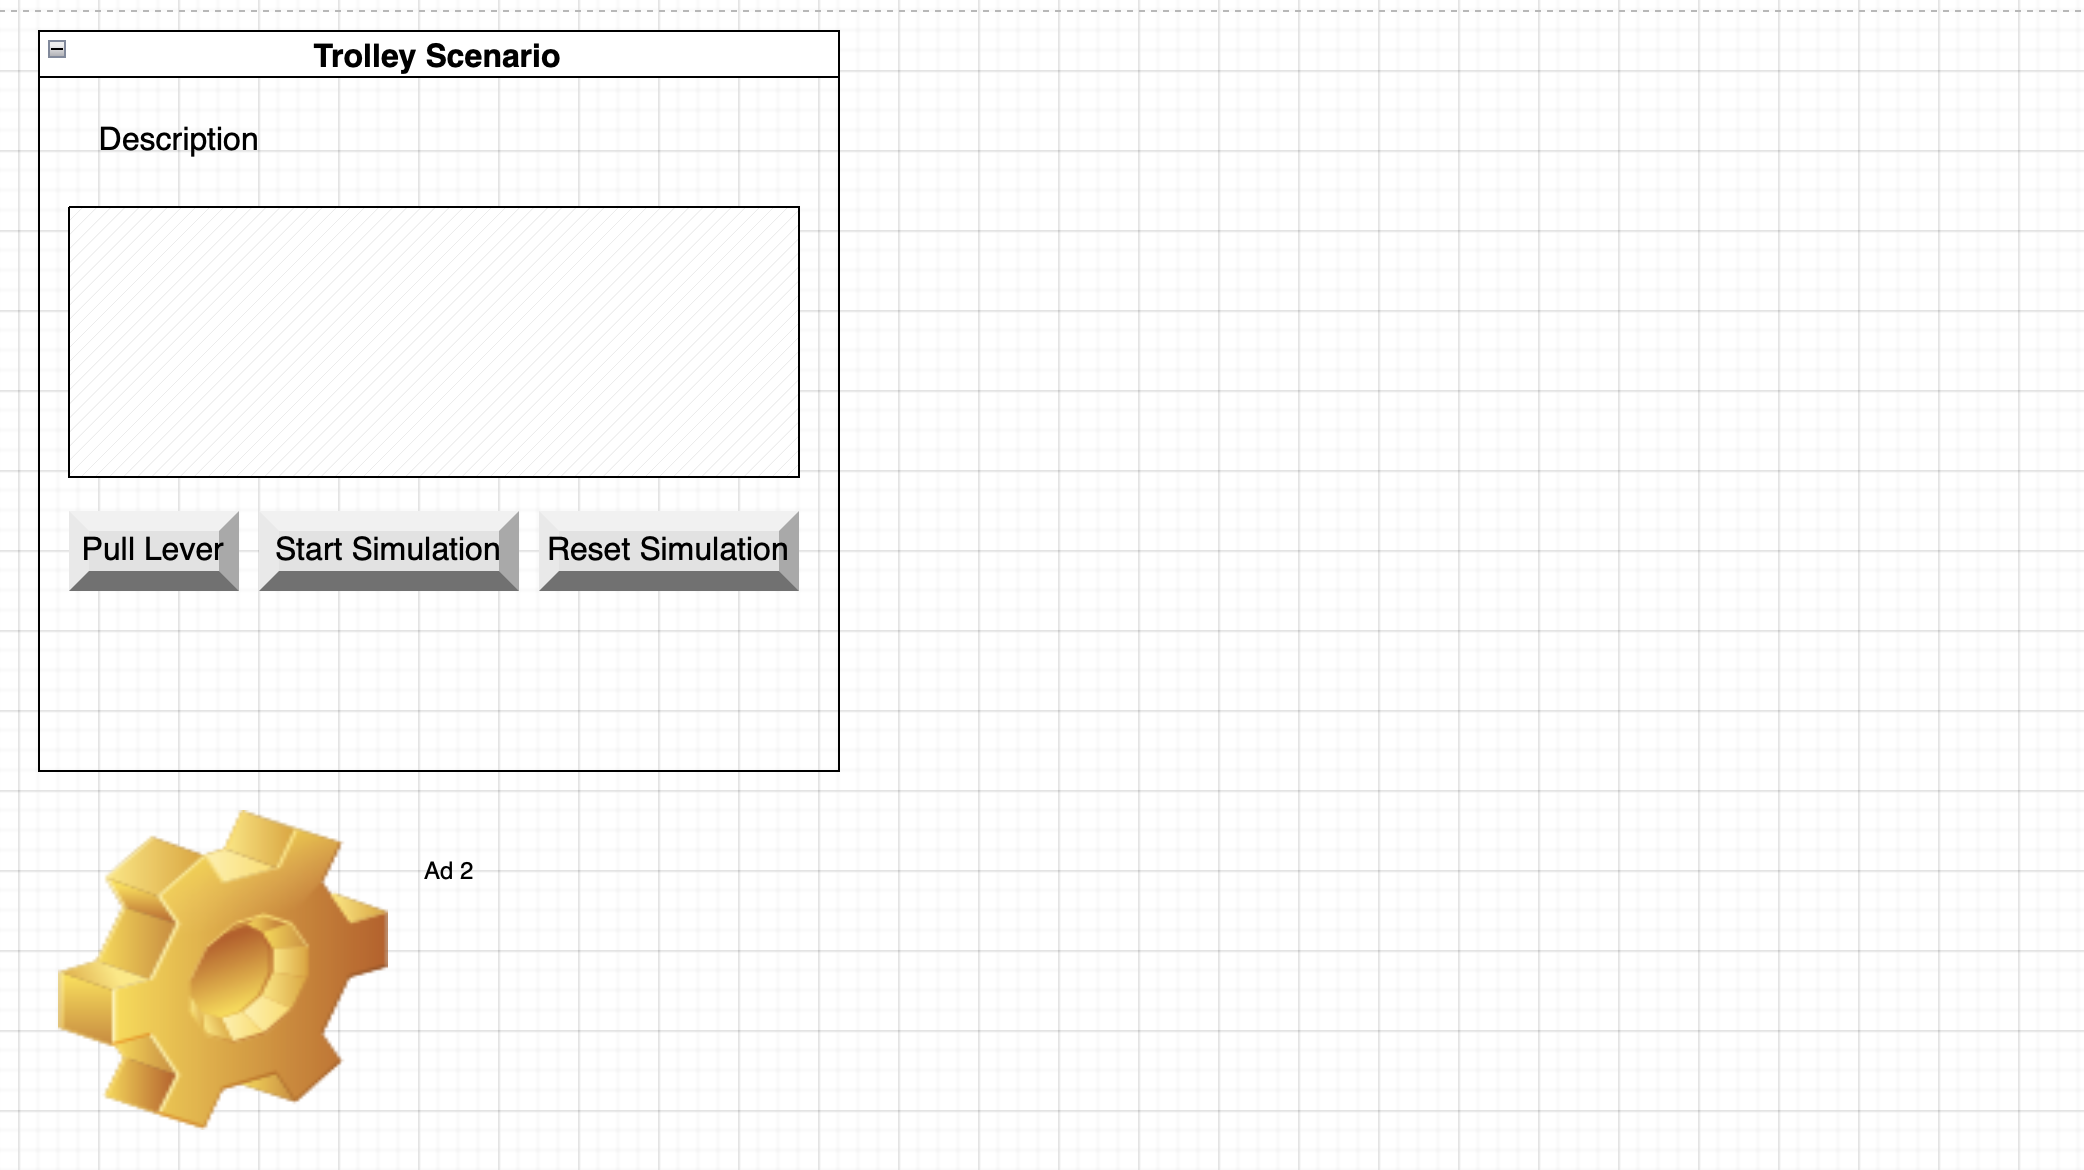 Trolley Scenario
Description
Pull Lever
Start Simulation
Reset Simulation
Ad 2